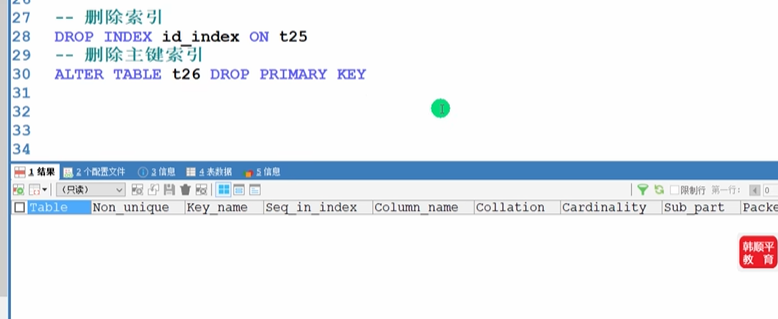 27 -- 删除索引
28 DROP INDEX id_index ON t25
29 -- 删除主键索引
30 ALTER TABLE t26 DROP PRIMARY KEY
31
32
33
34
1 结果 2 个配置文件 3 信息 4 表数据 5 信息
(只读) 限制行 第一行: 0
Table Non_unique Key_name Seq_in_index Column_name Collation Cardinality Sub_part Packe
韩顺平
教 育